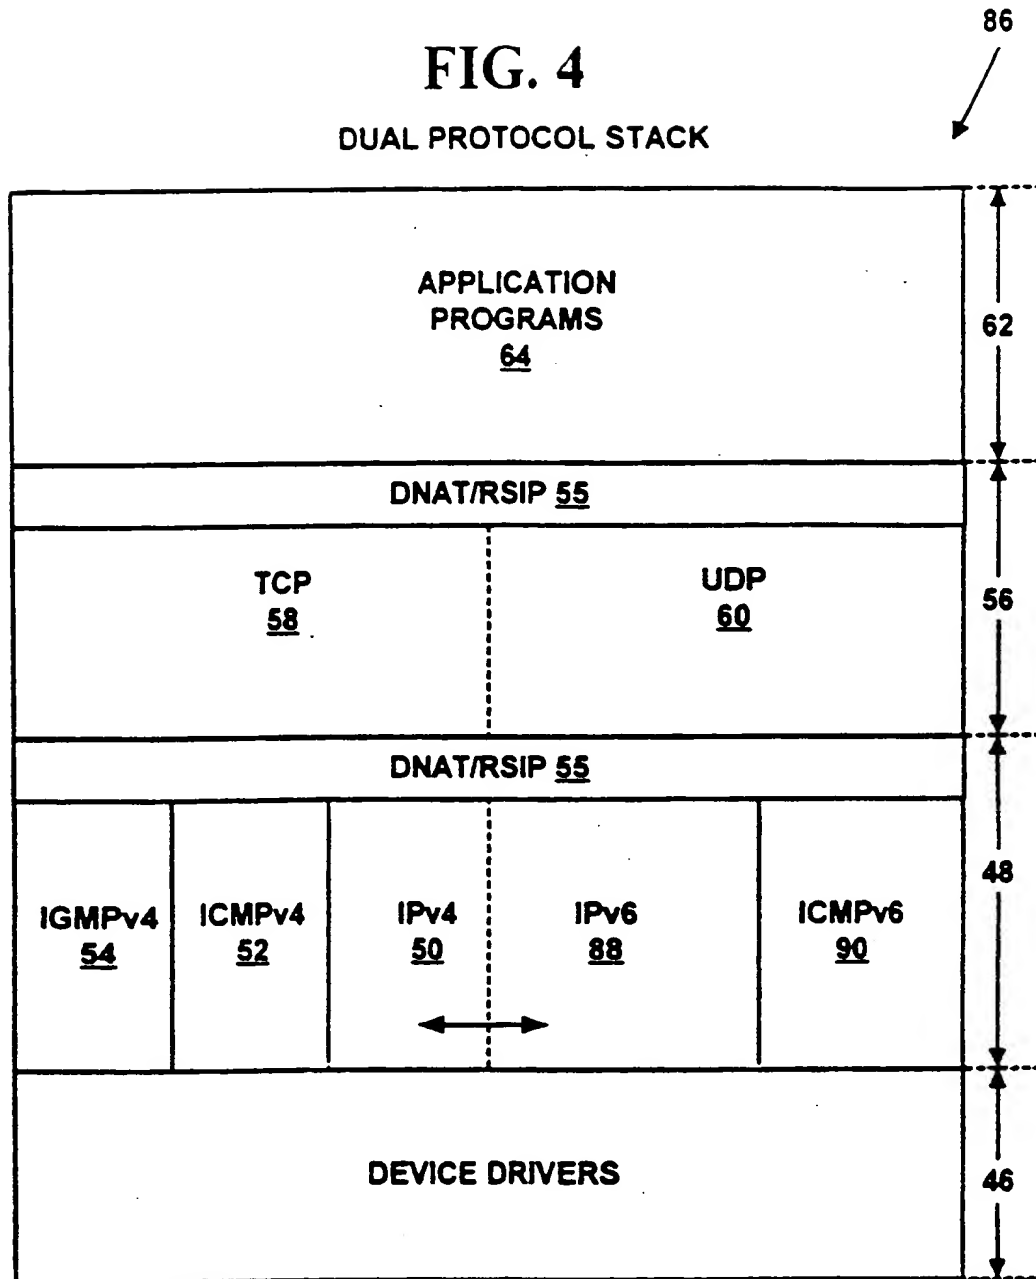 86
FIG. 4
DUAL PROTOCOL STACK
APPLICATION
PROGRAMS
64
62
DNAT/RSIP 55
TCP
58
UDP
60
56
DNAT/RSIP 55
IGMPv4
54
ICMPv4
52
IPv4
50
IPv6
88
ICMPv6
90
48
DEVICE DRIVERS
46